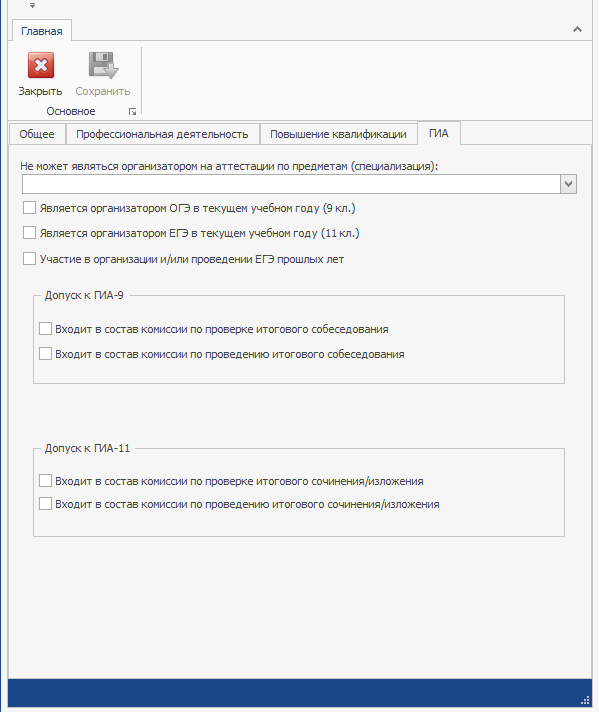 Главная
Закрыть
Сохранить
Основное
Общее
Профессиональная деятельность
Повышение квалификации
ГИА
Не может являться организатором на аттестации по предметам (специализация):
Является организатором ОГЭ в текущем учебном году (9 кл.)
Является организатором ЕГЭ в текущем учебном году (11 кл.)
Участие в организации и/или проведении ЕГЭ прошлых лет
Допуск к ГИА-9
Входит в состав комиссии по проверке итогового собеседования
Входит в состав комиссии по проведению итогового собеседования
Допуск к ГИА-11
Входит в состав комиссии по проверке итогового сочинения/изложения
Входит в состав комиссии по проведению итогового сочинения/изложения